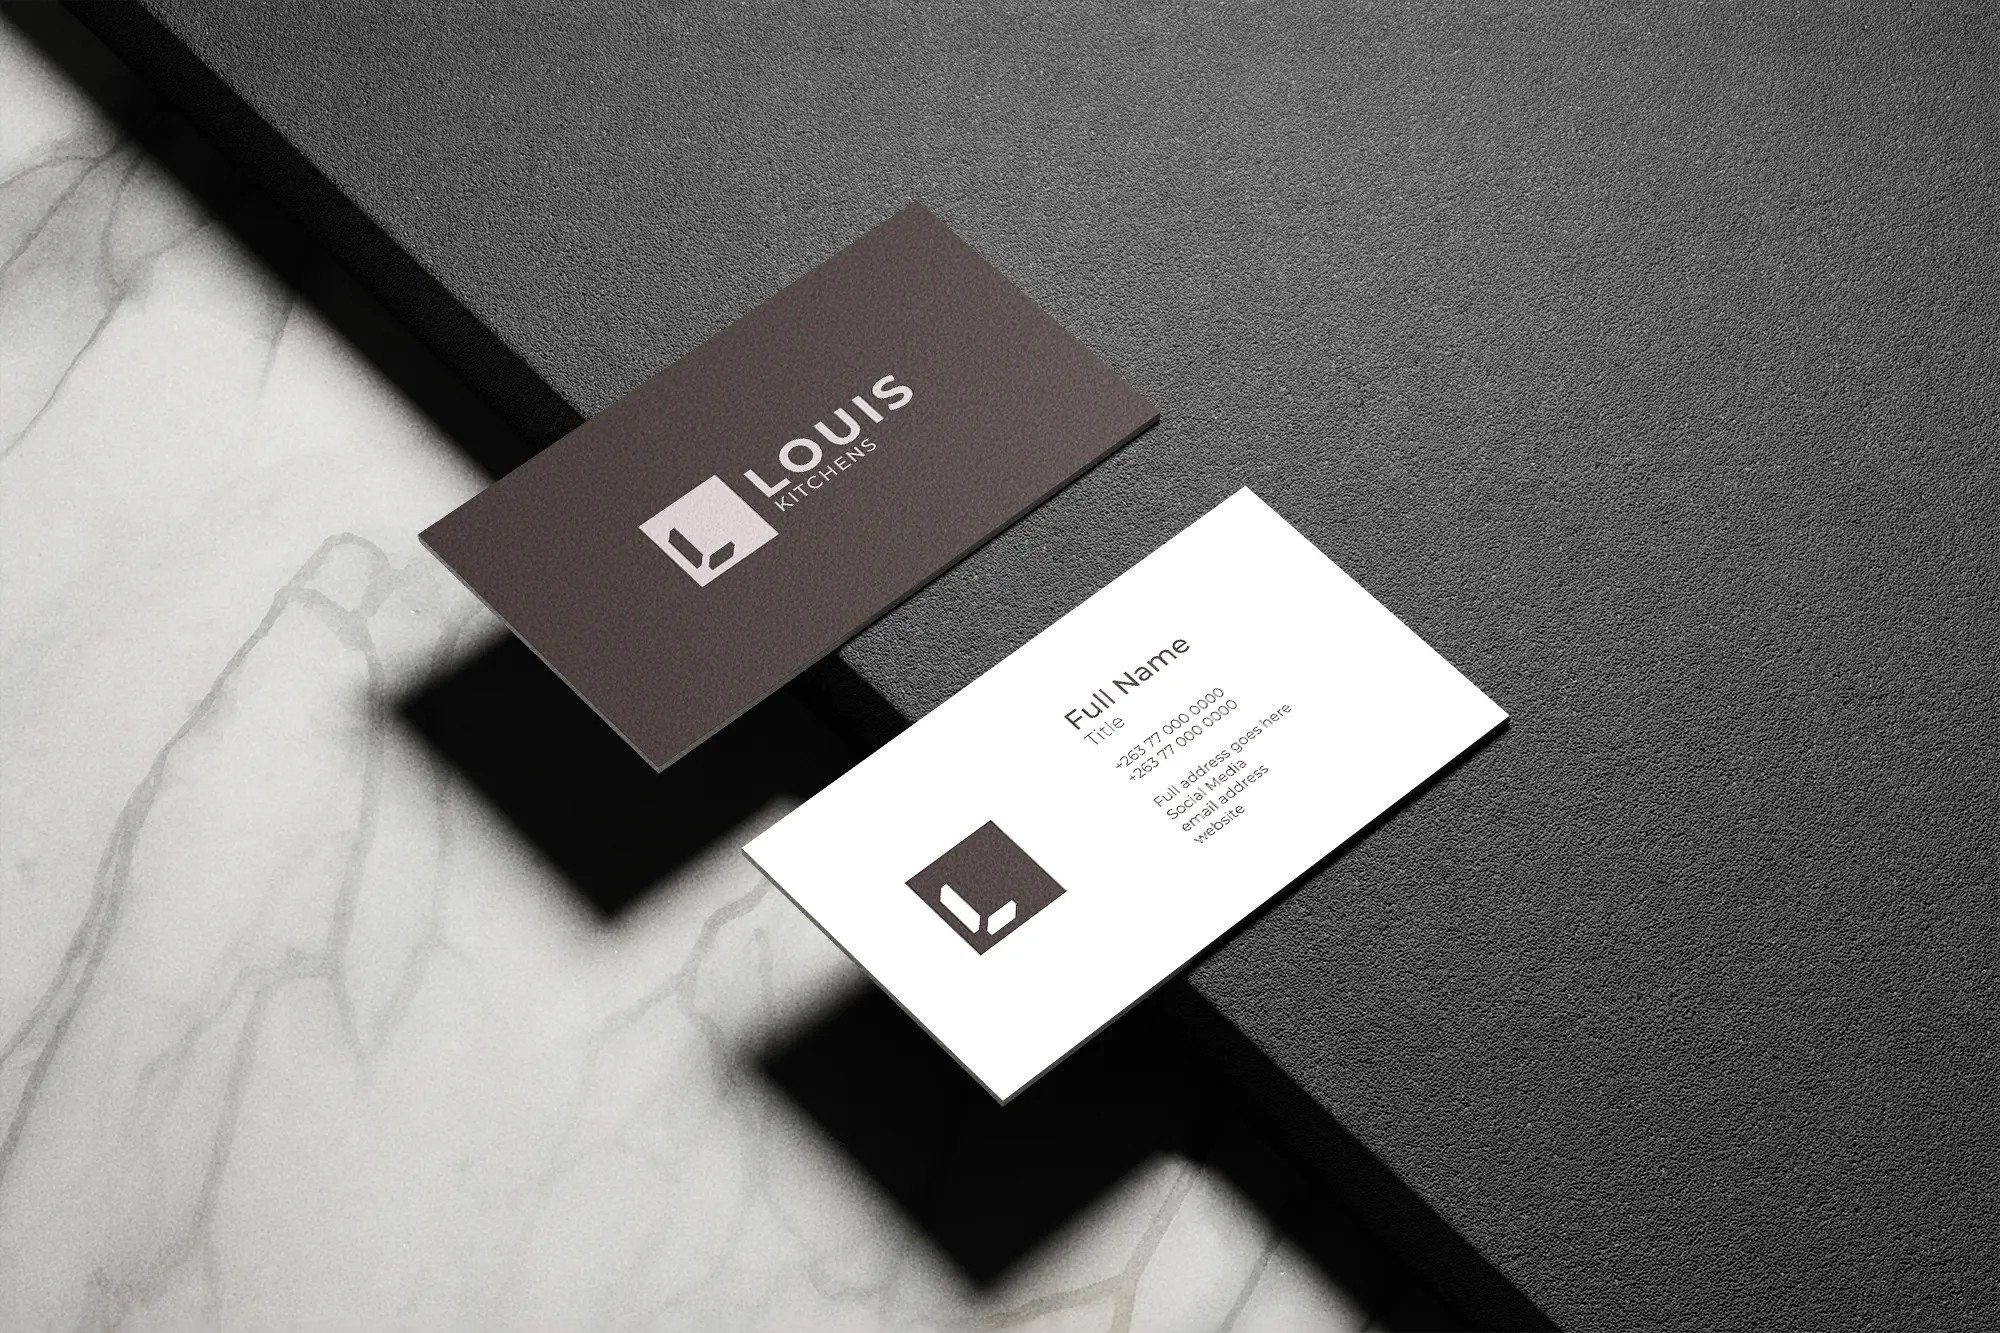 LOUIS
KITCHENS
L
Full Name
Title
+263 77 000 0000
+263 77 000 0000
Full address goes here
Social Media
email address
website
L